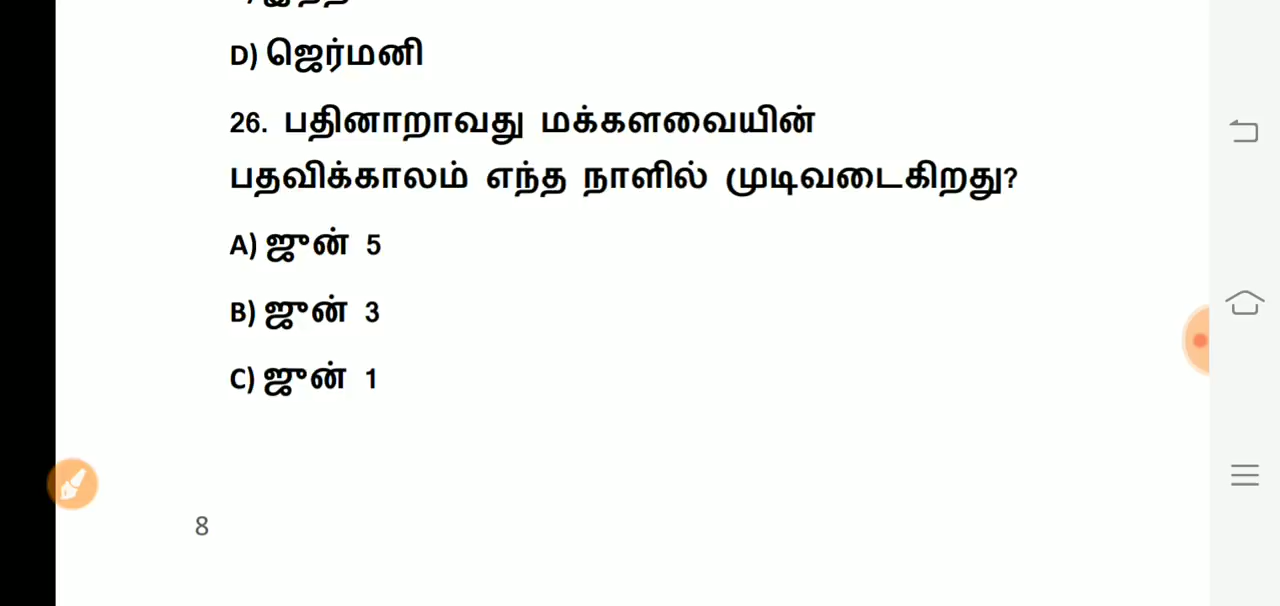 D) ஜெர்மனி
26. பதினாறாவது மக்களவையின்
பதவிக்காலம் எந்த நாளில் முடிவடைகிறது?
A) ஜுன் 5
B) ஜுன் 3
C) ஜுன் 1
8